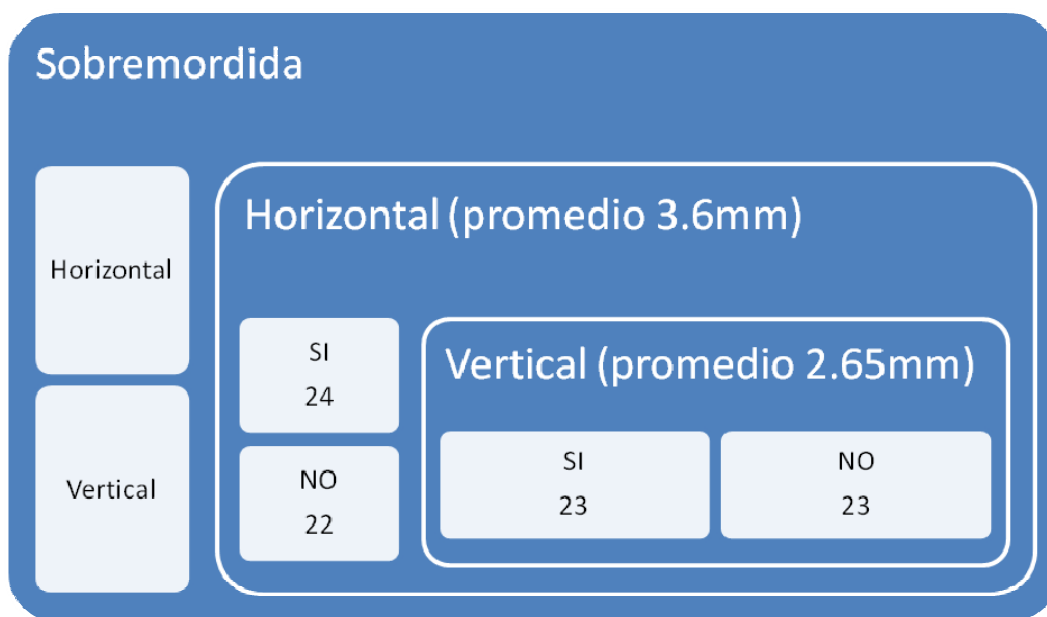 Sobremordida
Horizontal
Vertical
Horizontal (promedio 3.6mm)
SI
24
NO
22
Vertical (promedio 2.65mm)
SI
23
NO
23